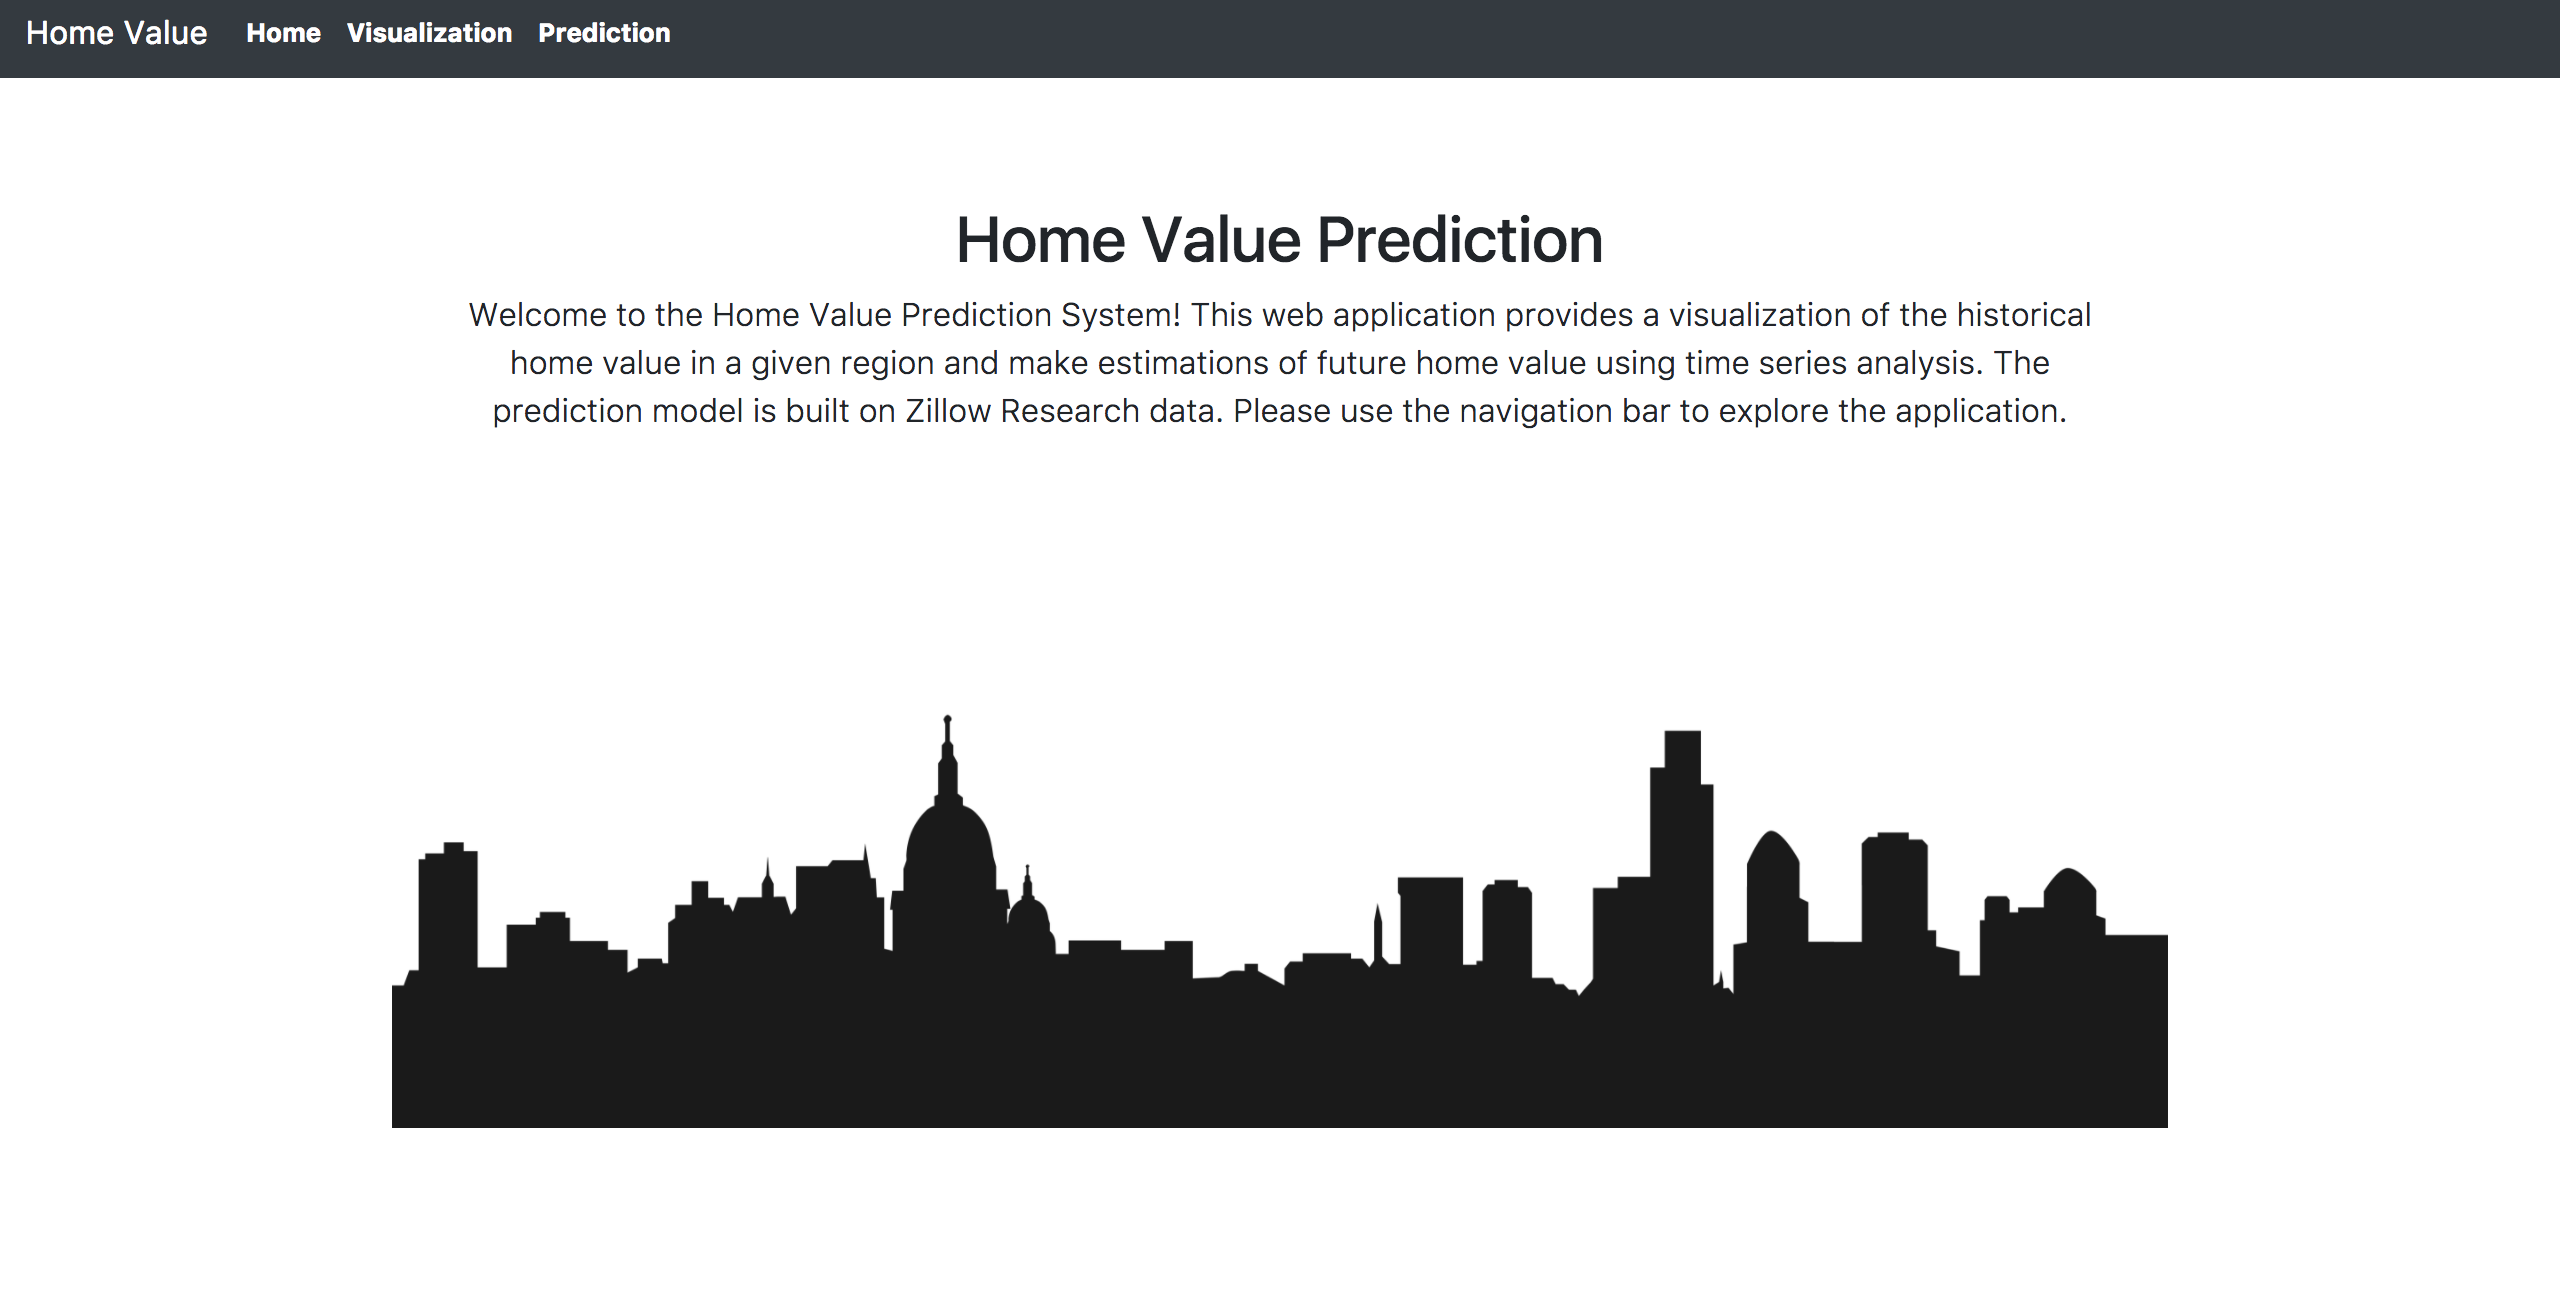 Home Value Home Visualization Prediction
Home Value Prediction
Welcome to the Home Value Prediction System! This web application provides a visualization of the historical
home value in a given region and make estimations of future home value using time series analysis. The
prediction model is built on Zillow Research data. Please use the navigation bar to explore the application.